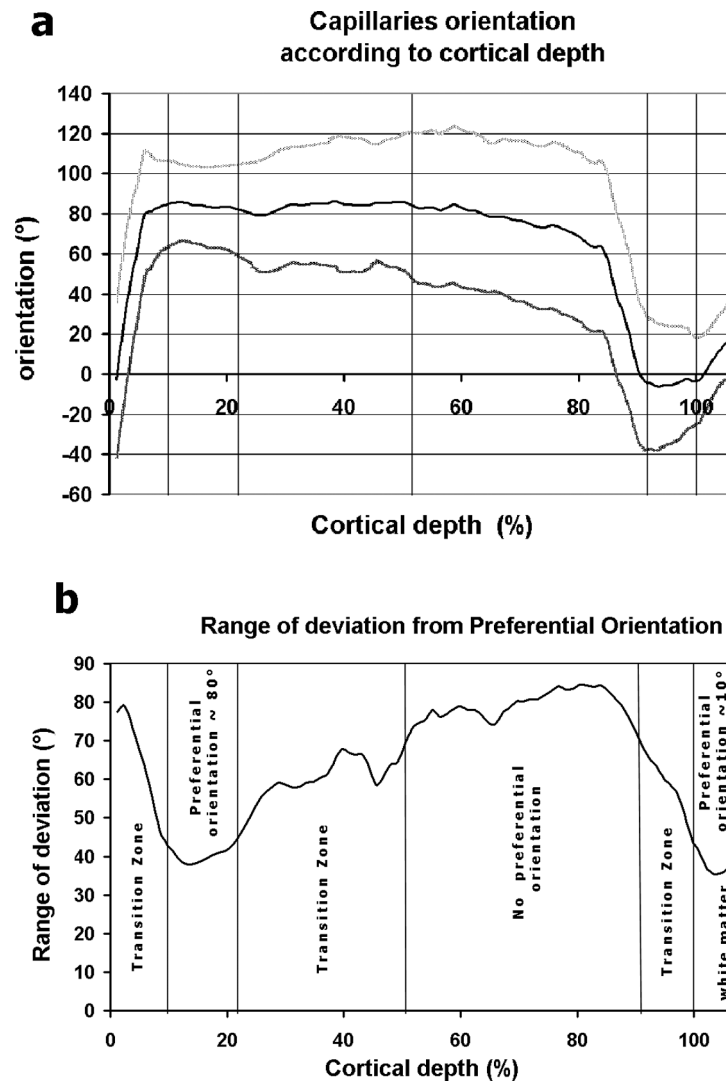 a
Capillaries orientation
according to cortical depth
140
120
100
80
60
40
20
0
-20
-40
-60
0
20
40
60
80
100
orientation (°)
Cortical depth (%)
b
Range of deviation from Preferential Orientation
90
80
70
60
50
40
30
20
10
0
0
20
40
60
80
100
Range of deviation (°)
Transition Zone
Preferential
orientation ~ 80°
Transition Zone
No preferential
orientation
Transition Zone
Preferential
orientation ~10°
white matter
Cortical depth (%)